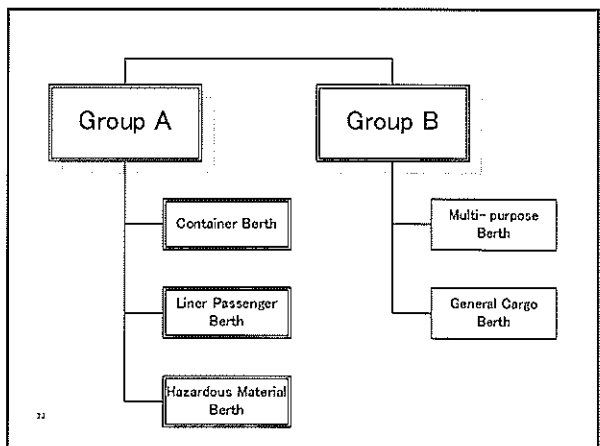 Group A
Group B
Container Berth
Liner Passenger
Berth
Hazardous Material
Berth
Multi- purpose
Berth
General Cargo
Berth